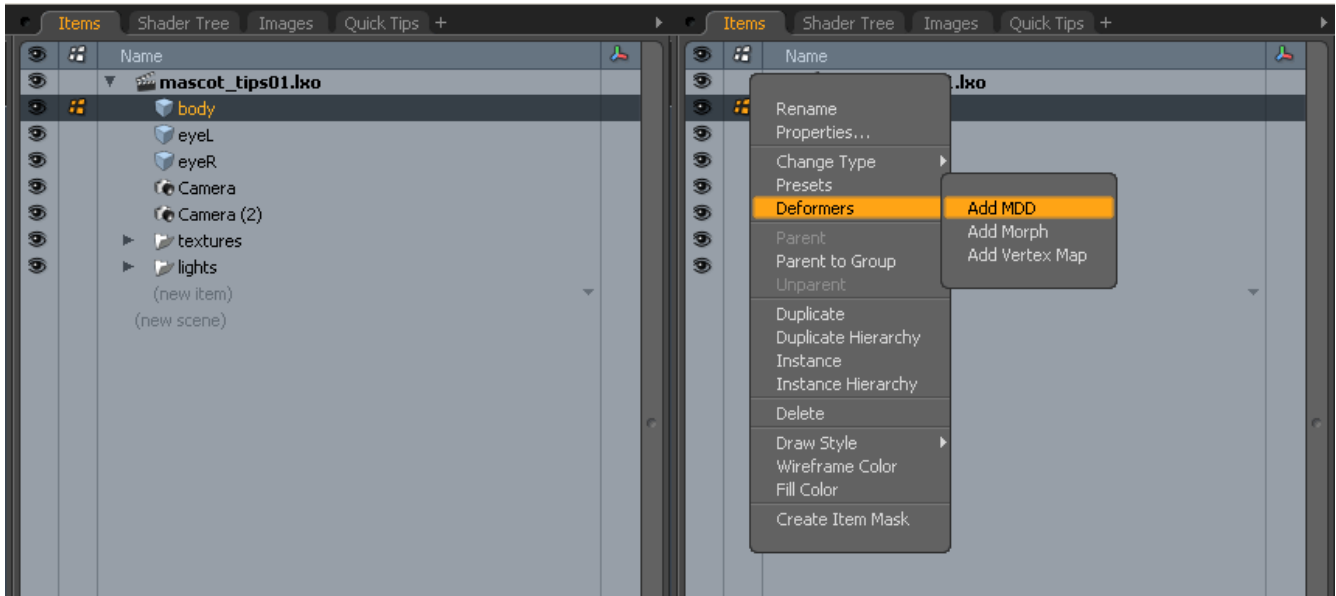 Items Shader Tree Images Quick Tips +
Name
mascot_tips01.lxo
body
eyeL
eyeR
Camera
Camera (2)
textures
lights
(new item)
(new scene)
Items Shader Tree Images Quick Tips +
Name
.lxo
Rename
Properties...
Change Type
Presets
Deformers
Parent
Parent to Group
Unparent
Duplicate
Duplicate Hierarchy
Instance
Instance Hierarchy
Delete
Draw Style
Wireframe Color
Fill Color
Create Item Mask
Add MDD
Add Morph
Add Vertex Map